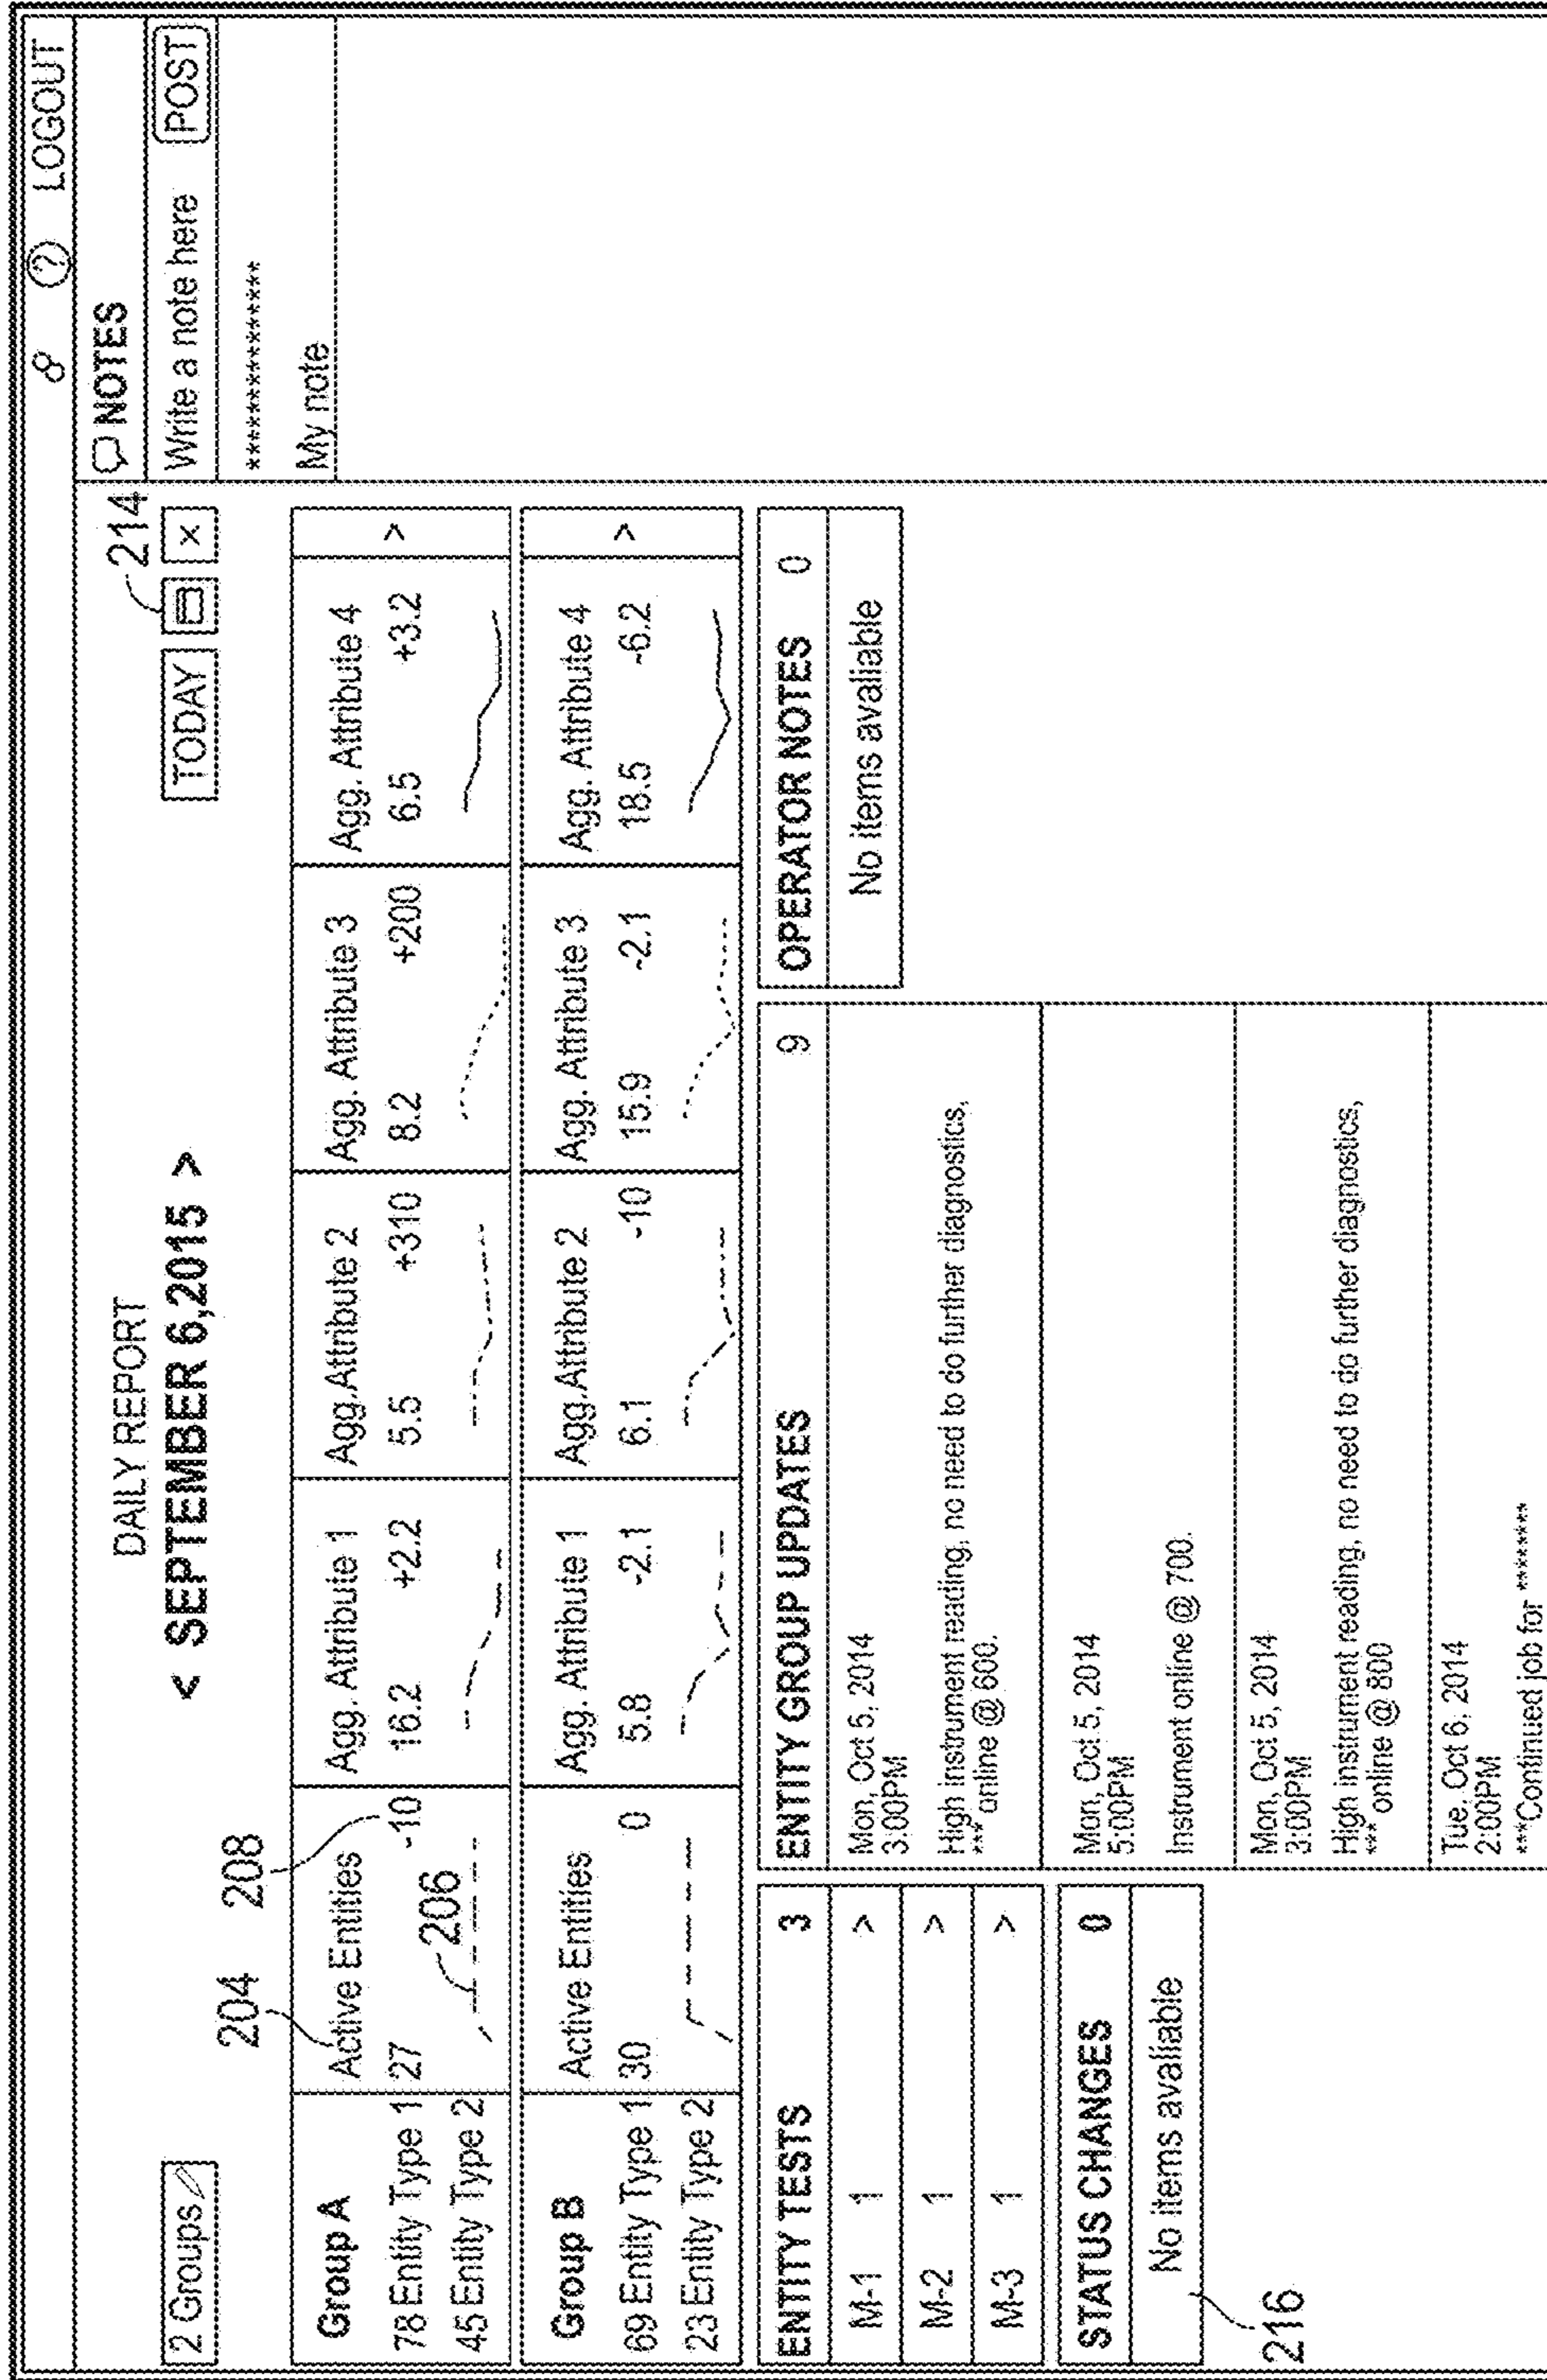 LOGOUT
?
DAILY REPORT
NOTES
214
2 Groups
< SEPTEMBER 6,2015 >
TODAY
×
Write a note here
POST
************
My note
204
208
Group A
78 Entity Type 1
45 Entity Type 2
Active Entities
27
-10
206
Agg. Attribute 1
16.2
+2.2
Agg.Attribute 2
5.5
+310
Agg. Attribute 3
8.2
+200
Agg. Attribute 4
6.5
+3.2
>
Group B
69 Entity Type 1
23 Entity Type 2
Active Entities
30
0
Agg. Attribute 1
5.8
-2.1
Agg.Attribute 2
6.1
-10
Agg. Attribute 3
15.9
-2.1
Agg. Attribute 4
18.5
-6.2
>
ENTITY TESTS 3
M-1 1 >
M-2 1 >
M-3 1 >
STATUS CHANGES 0
No items avaliable
216
ENTITY GROUP UPDATES 9
Mon, Oct 5, 2014
3:00PM
High instrument reading, no need to do further diagnostics,
***online @ 600.
Mon, Oct 5, 2014
5:00PM
Instrument online @ 700.
Mon, Oct 5, 2014
3:00PM
High instrument reading, no need to do further diagnostics,
*** online @ 800
Tue, Oct 6, 2014
2:00PM
***Continued job for ********
OPERATOR NOTES 0
No items avaliable